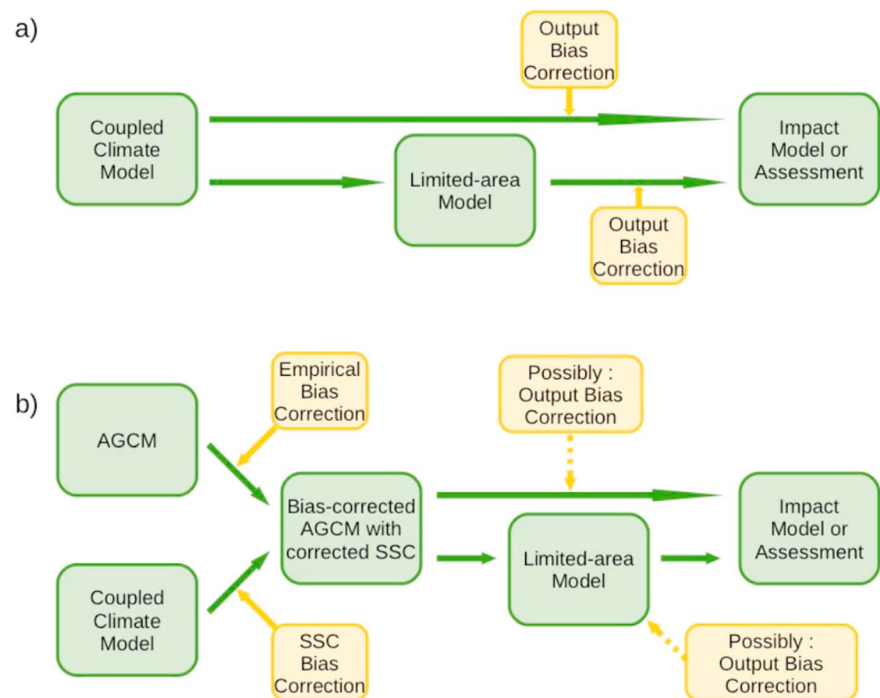 a)
Output
Bias
Correction
Coupled
Climate
Model
Limited-area
Model
Impact
Model or
Assessment
Output
Bias
Correction
b)
AGCM
Empirical
Bias
Correction
Possibly :
Output Bias
Correction
Bias-corrected
AGCM with
corrected SSC
Limited-area
Model
Impact
Model or
Assessment
Coupled
Climate
Model
SSC
Bias
Correction
Possibly :
Output Bias
Correction